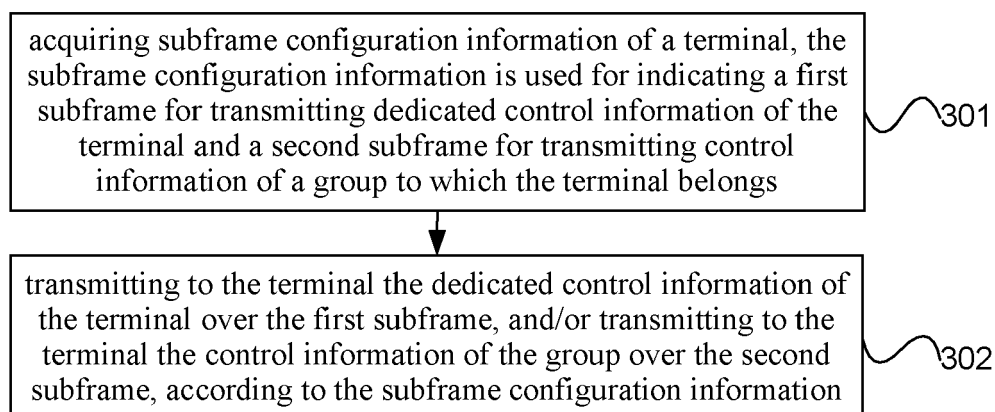 acquiring subframe configuration information of a terminal, the
subframe configuration information is used for indicating a first
subframe for transmitting dedicated control information of the
terminal and a second subframe for transmitting control
information of a group to which the terminal belongs
301
transmitting to the terminal the dedicated control information of
the terminal over the first subframe, and/or transmitting to the
terminal the control information of the group over the second
subframe, according to the subframe configuration information
302